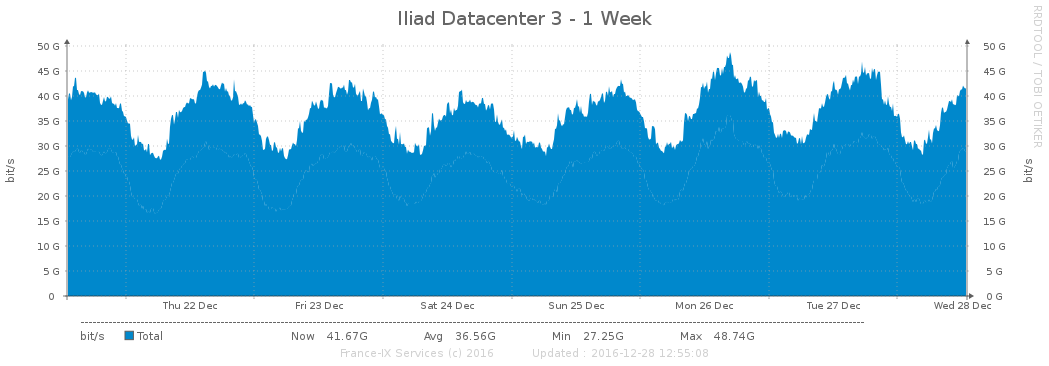 Iliad Datacenter 3 - 1 Week
RRDTOOL / TOBI OETIKER
bit/s
50 G 50 G
45 G 45 G
40 G 40 G
35 G 35 G
30 G 30 G
25 G 25 G
20 G 20 G
15 G 15 G
10 G 10 G
5 G 5 G
0 0 G
bit/s
Thu 22 Dec Fri 23 Dec Sat 24 Dec Sun 25 Dec Mon 26 Dec Tue 27 Dec Wed 28 Dec
bit/s Total Now 41.67G Avg 36.56G Min 27.25G Max 48.74G
France-IX Services (c) 2016 Updated : 2016-12-28 12:55:08